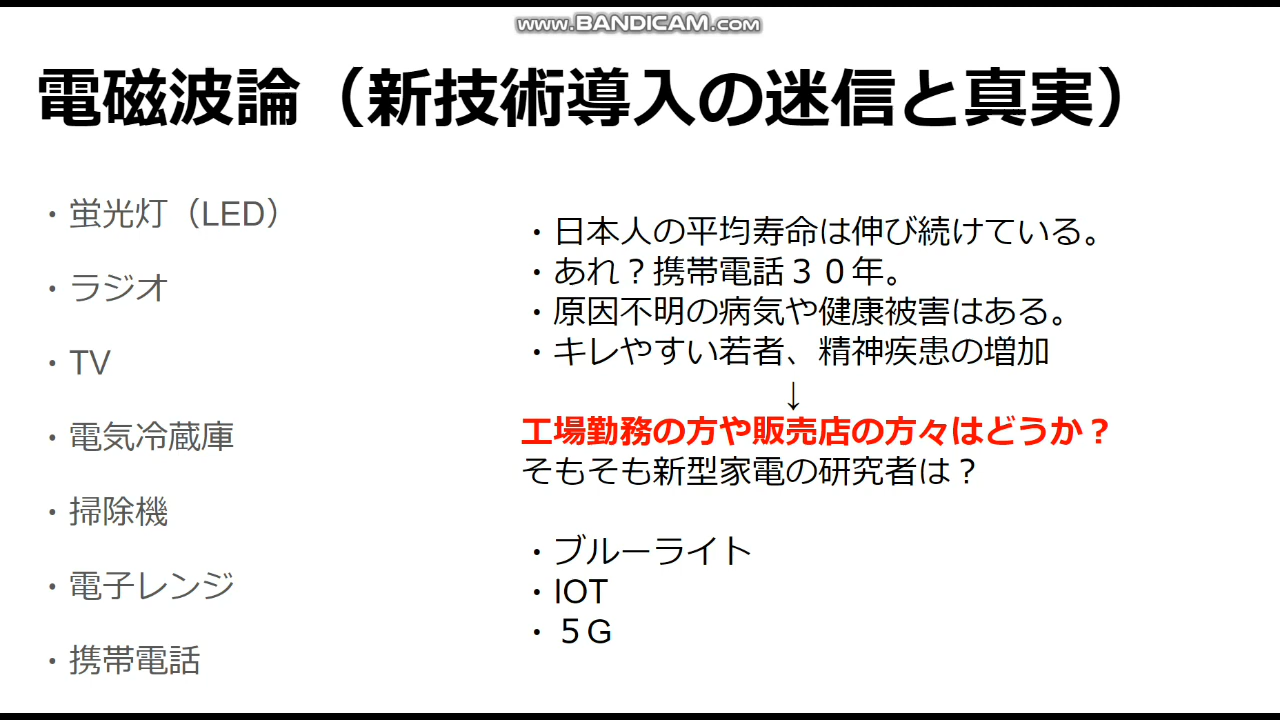 www.BANDICAM.com
電磁波論（新技術導入の迷信と真実）
・蛍光灯（LED）
・ラジオ
・TV
・電気冷蔵庫
・掃除機
・電子レンジ
・携帯電話
・日本人の平均寿命は伸び続けている。
・あれ？携帯電話３０年。
・原因不明の病気や健康被害はある。
・キレやすい若者、精神疾患の増加
↓
工場勤務の方や販売店の方々はどうか？
そもそも新型家電の研究者は？
・ブルーライト
・IOT
・５G